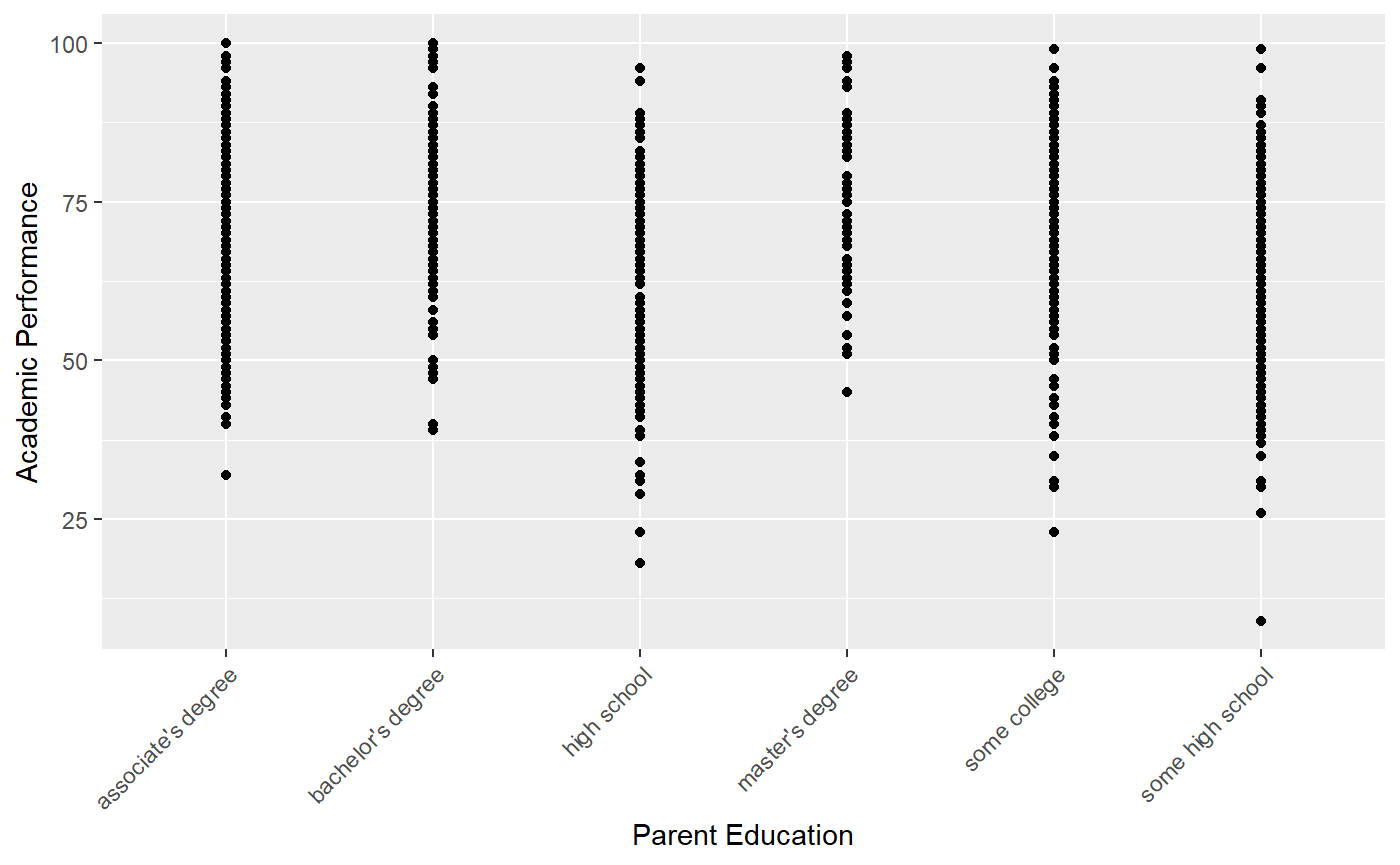 Academic Performance
100
75
50
25
associate's degree
bachelor's degree
high school
master's degree
some college
some high school
Parent Education